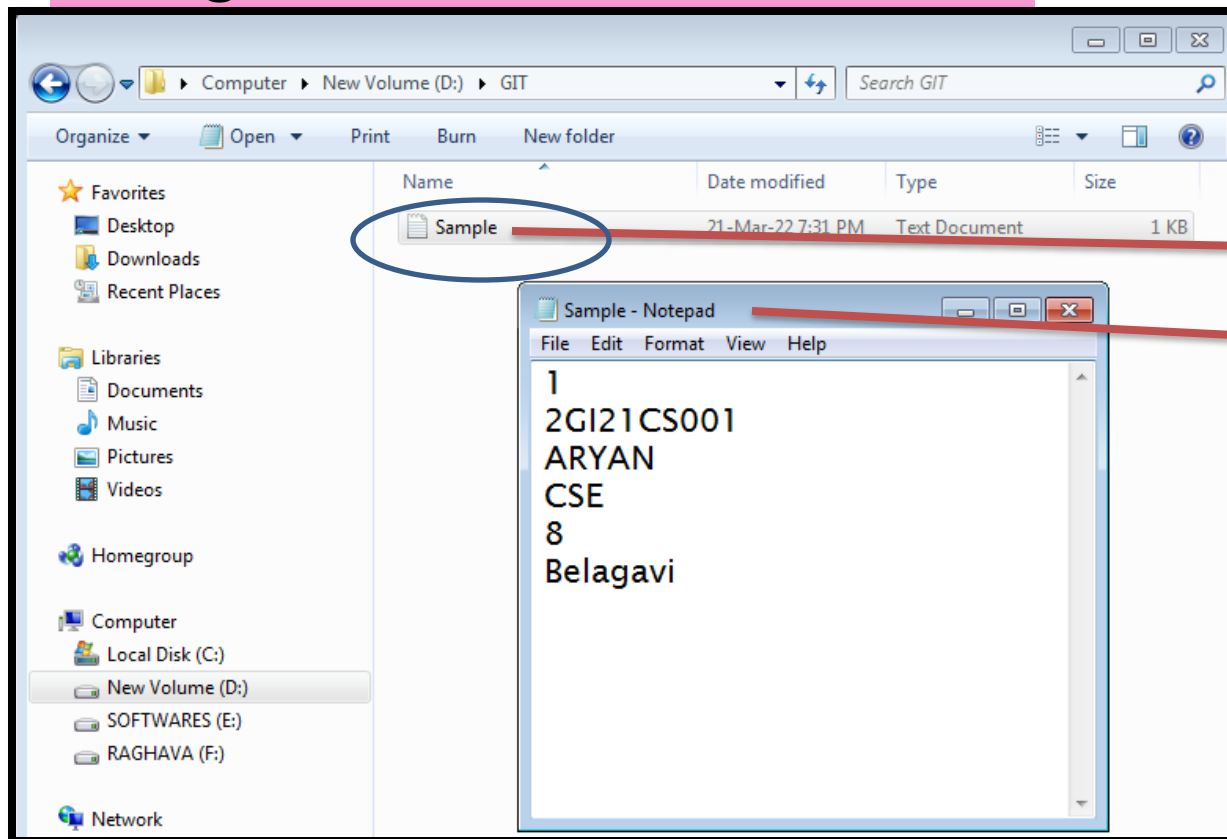 Computer ▸ New Volume (D:) ▸ GIT
Search GIT
Organize Open Print Burn New folder
Name Date modified Type Size
Sample 21-Mar-22 7:31 PM Text Document 1 KB
Favorites
Desktop
Downloads
Recent Places
Libraries
Documents
Music
Pictures
Videos
Homegroup
Computer
Local Disk (C:)
New Volume (D:)
SOFTWARES (E:)
RAGHAVA (F:)
Network
Sample - Notepad
File Edit Format View Help
1
2GI21CS001
ARYAN
CSE
8
Belagavi